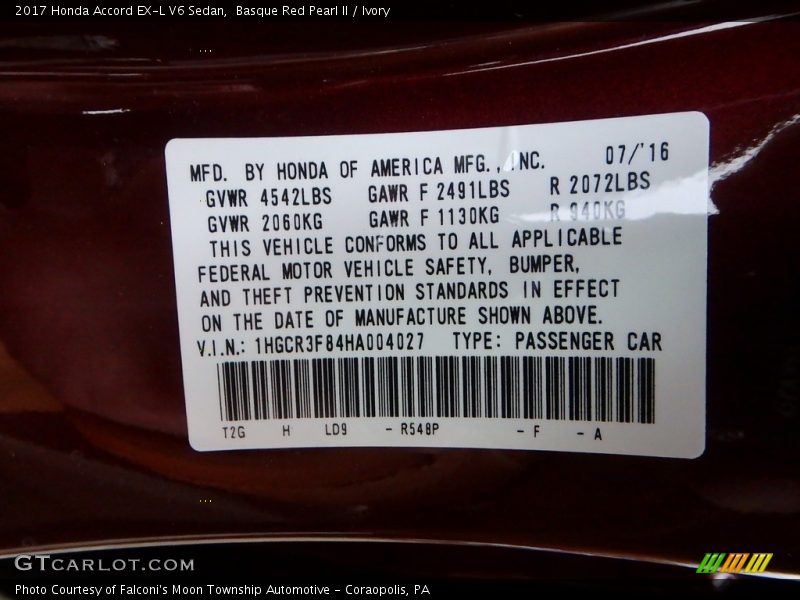 2017 Honda Accord EX-L V6 Sedan,  Basque Red Pearl II / Ivory
MFD. BY HONDA OF AMERICA MFG., INC. 07/'16
GVWR 4542LBS GAWR F 2491LBS R 2072LBS
GVWR 2060KG GAWR F 1130KG R 940KG
THIS VEHICLE CONFORMS TO ALL APPLICABLE
FEDERAL MOTOR VEHICLE SAFETY, BUMPER,
AND THEFT PREVENTION STANDARDS IN EFFECT
ON THE DATE OF MANUFACTURE SHOWN ABOVE.
V.I.N.: 1HGCR3F84HA004027 TYPE: PASSENGER CAR
T2G H LD9 - R548P - F - A
GTCARLOT.COM
Photo Courtesy of Falconi's Moon Township Automotive - Coraopolis, PA